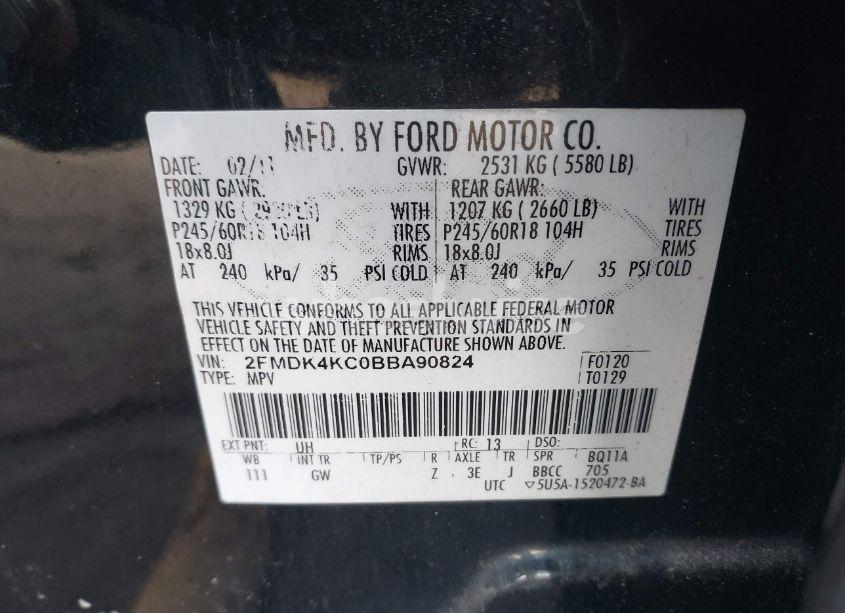 MFD. BY FORD MOTOR CO.
DATE: 02/11 GVWR: 2531 KG ( 5580 LB)
FRONT GAWR: REAR GAWR:
1329 KG WITH 1207 KG ( 2660 LB) WITH
P245/60R18 104H TIRES P245/60R18 104H TIRES
18x8.0J RIMS 18x8.0J RIMS
AT 240 kPa/ 35 PSI COLD AT 240 kPa/ 35 PSI COLD
THIS VEHICLE CONFORMS TO ALL APPLICABLE FEDERAL MOTOR
VEHICLE SAFETY AND THEFT PREVENTION STANDARDS IN
EFFECT ON THE DATE OF MANUFACTURE SHOWN ABOVE.
VIN: 2FMDK4KC0BBA90824 F0120
TYPE: MPV T0129
EXT PNT: UH RC: 13 DSO:
WB INT TR TP/PS R AXLE TR SPR BQ11A
111 GW Z 3E J BBCC 705
UTC ▽5U5A-1520472-BA